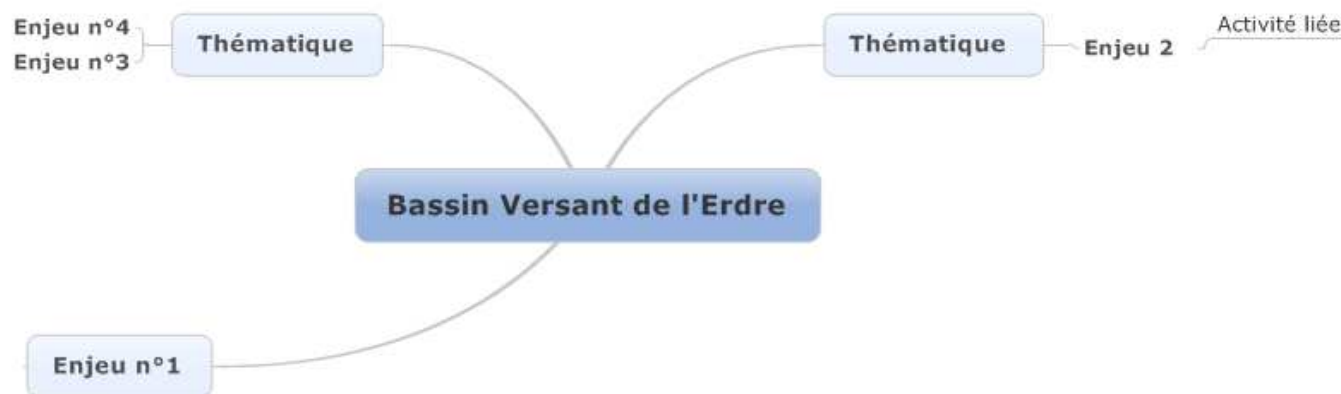 Enjeu n°4
Enjeu n°3
Thématique
Thématique
Enjeu 2
Activité liée
Bassin Versant de l'Erdre
Enjeu n°1